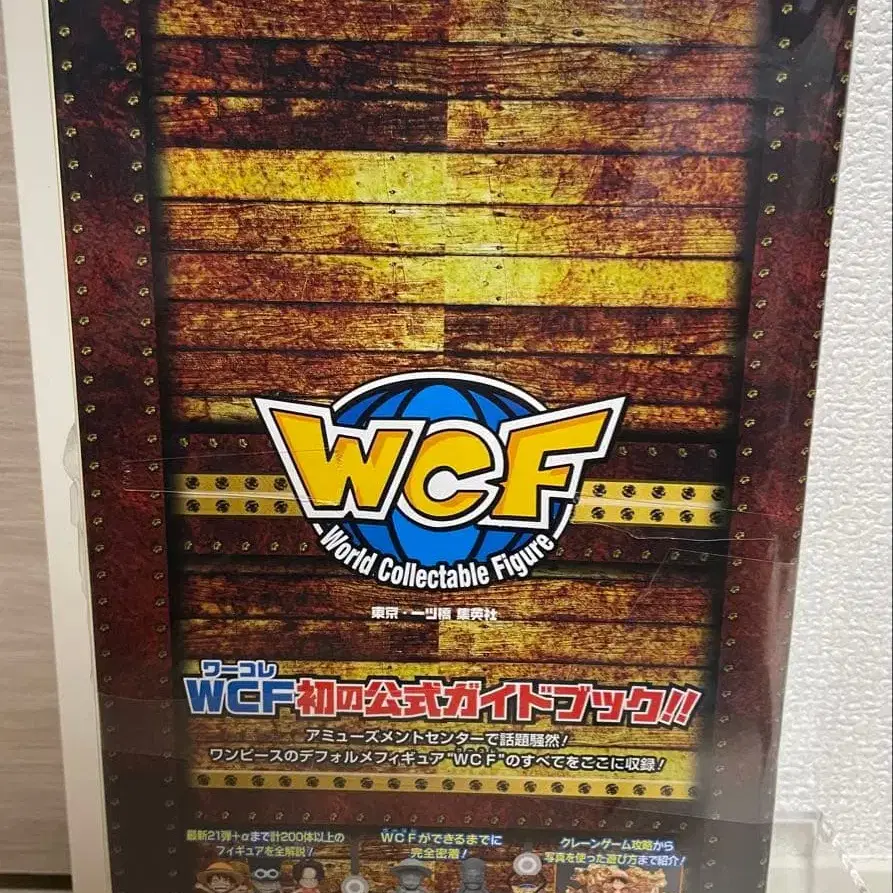 WCF
World Collectable Figure
東京・一ツ橋 集英社
ワーコレ
WCF初の公式ガイドブック!!
アミューズメントセンターで話題騒然!
ワンピースのデフォルメフィギュア"WCF"のすべてをここに収録!
最新21弾+αまで計200体以上の
フィギュアを全解説!
WCFができるまでに
完全密着!
クレーンゲーム攻略から
写真を使った遊び方まで紹介!